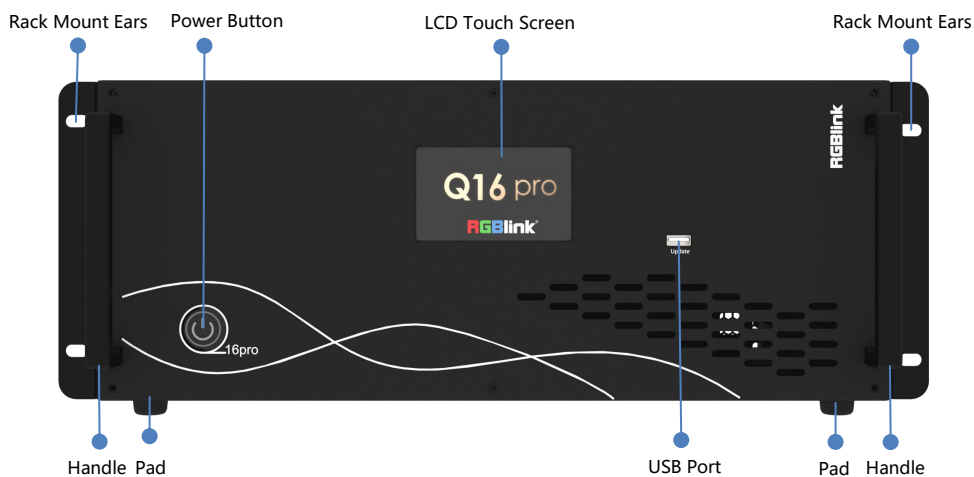 Rack Mount Ears
Power Button
LCD Touch Screen
Rack Mount Ears
RGBlink
Q16 pro
RGBlink®
Update
16pro
Handle
Pad
USB Port
Pad
Handle